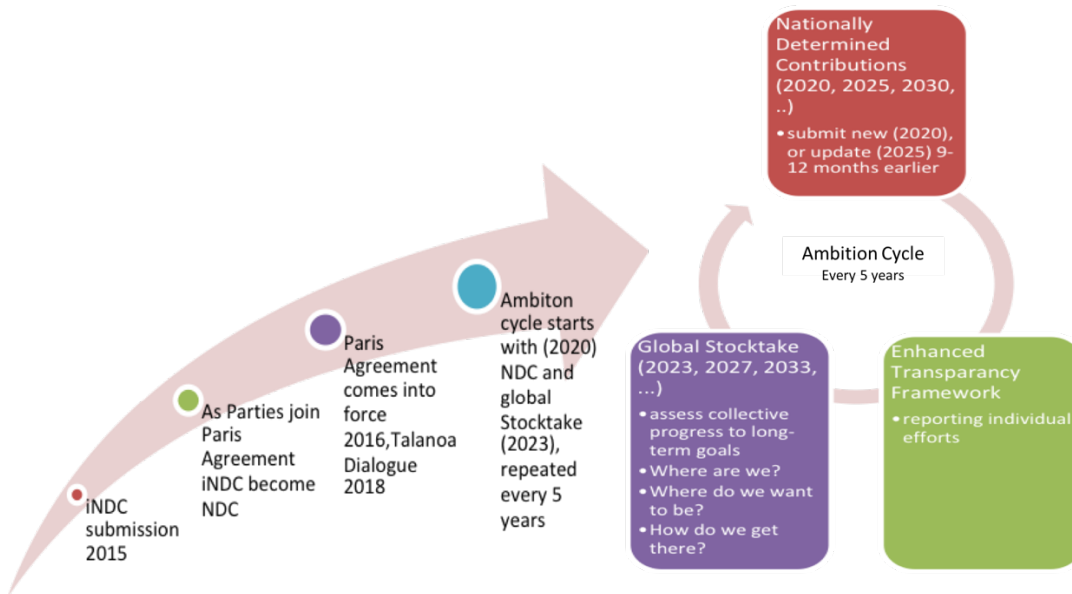 iNDC
submission
2015
As Parties join
Paris
Agreement
iNDC become
NDC
Paris
Agreement
comes into
force
2016,Talanoa
Dialogue
2018
Ambiton
cycle starts
with (2020)
NDC and
global
Stocktake
(2023),
repeated
every 5
years
Nationally
Determined
Contributions
(2020, 2025, 2030,
..)
•submit new (2020),
or update (2025) 9-
12 months earlier
Ambition Cycle
Every 5 years
Global Stocktake
(2023, 2027, 2033,
...)
•assess collective
progress to long-
term goals
•Where are we?
•Where do we want
to be?
•How do we get
there?
Enhanced
Transparancy
Framework
•reporting individual
efforts